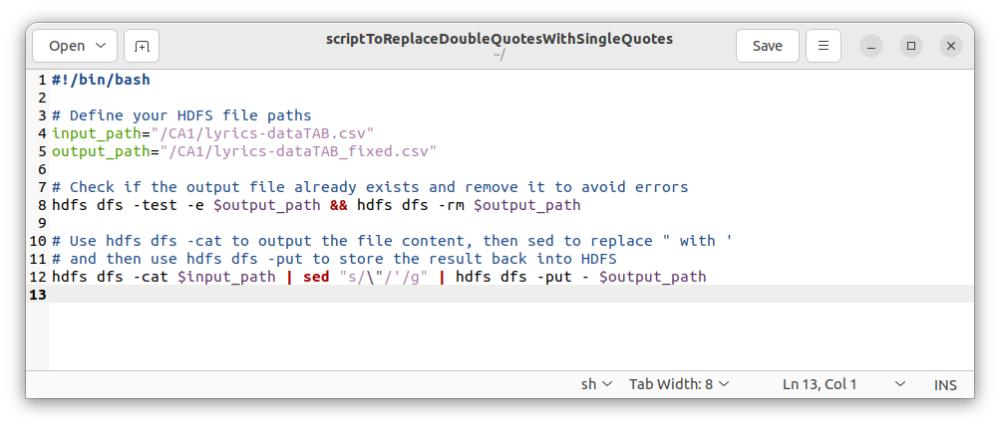 Open
scriptToReplaceDoubleQuotesWithSingleQuotes
~/
Save
1 #!/bin/bash
2
3 # Define your HDFS file paths
4 input_path="/CA1/lyrics-dataTAB.csv"
5 output_path="/CA1/lyrics-dataTAB_fixed.csv"
6
7 # Check if the output file already exists and remove it to avoid errors
8 hdfs dfs -test -e $output_path && hdfs dfs -rm $output_path
9
10 # Use hdfs dfs -cat to output the file content, then sed to replace " with '
11 # and then use hdfs dfs -put to store the result back into HDFS
12 hdfs dfs -cat $input_path | sed "s/\"/'/g" | hdfs dfs -put - $output_path
13
sh Tab Width: 8 Ln 13, Col 1 INS